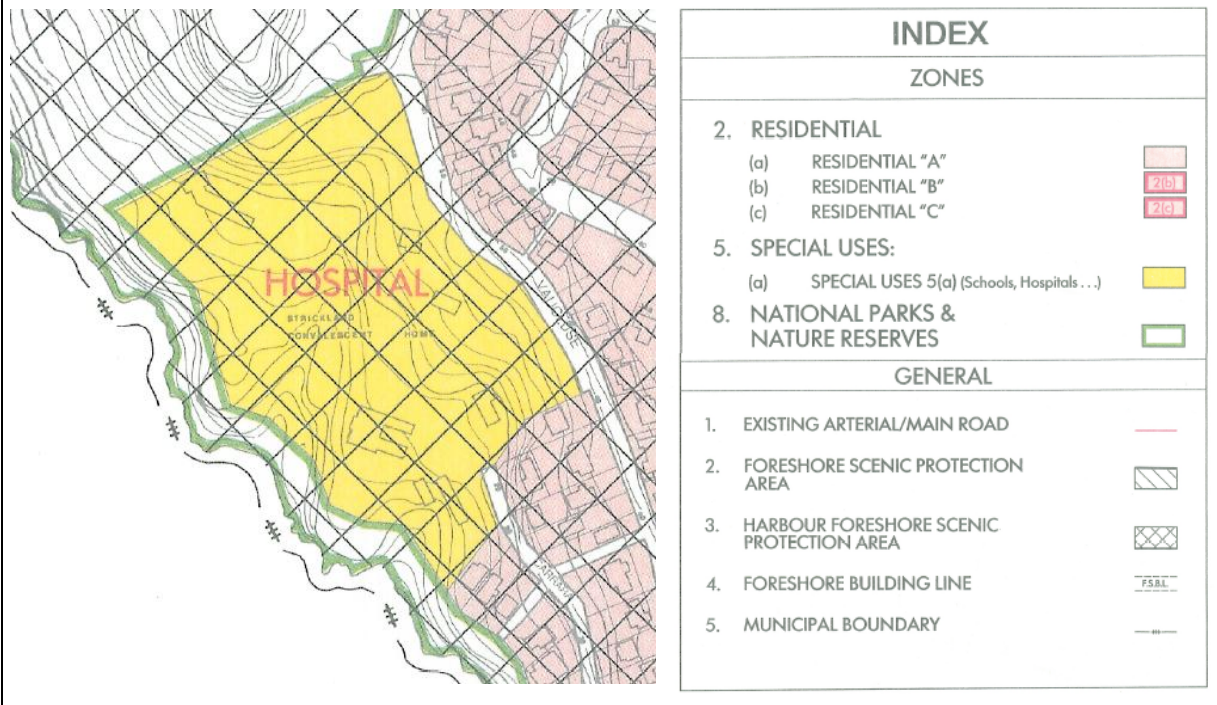 HOSPITAL
STRICKLAND
CONVALESCENT HOME
VAUCLUSE
CARRARA
INDEX
ZONES
2. RESIDENTIAL
(a) RESIDENTIAL "A"
(b) RESIDENTIAL "B" 2(b)
(c) RESIDENTIAL "C" 2(c)
5. SPECIAL USES:
(a) SPECIAL USES 5(a) (Schools, Hospitals . . .)
8. NATIONAL PARKS &
NATURE RESERVES
GENERAL
1. EXISTING ARTERIAL/MAIN ROAD
2. FORESHORE SCENIC PROTECTION
AREA
3. HARBOUR FORESHORE SCENIC
PROTECTION AREA
4. FORESHORE BUILDING LINE F.S.B.L.
5. MUNICIPAL BOUNDARY